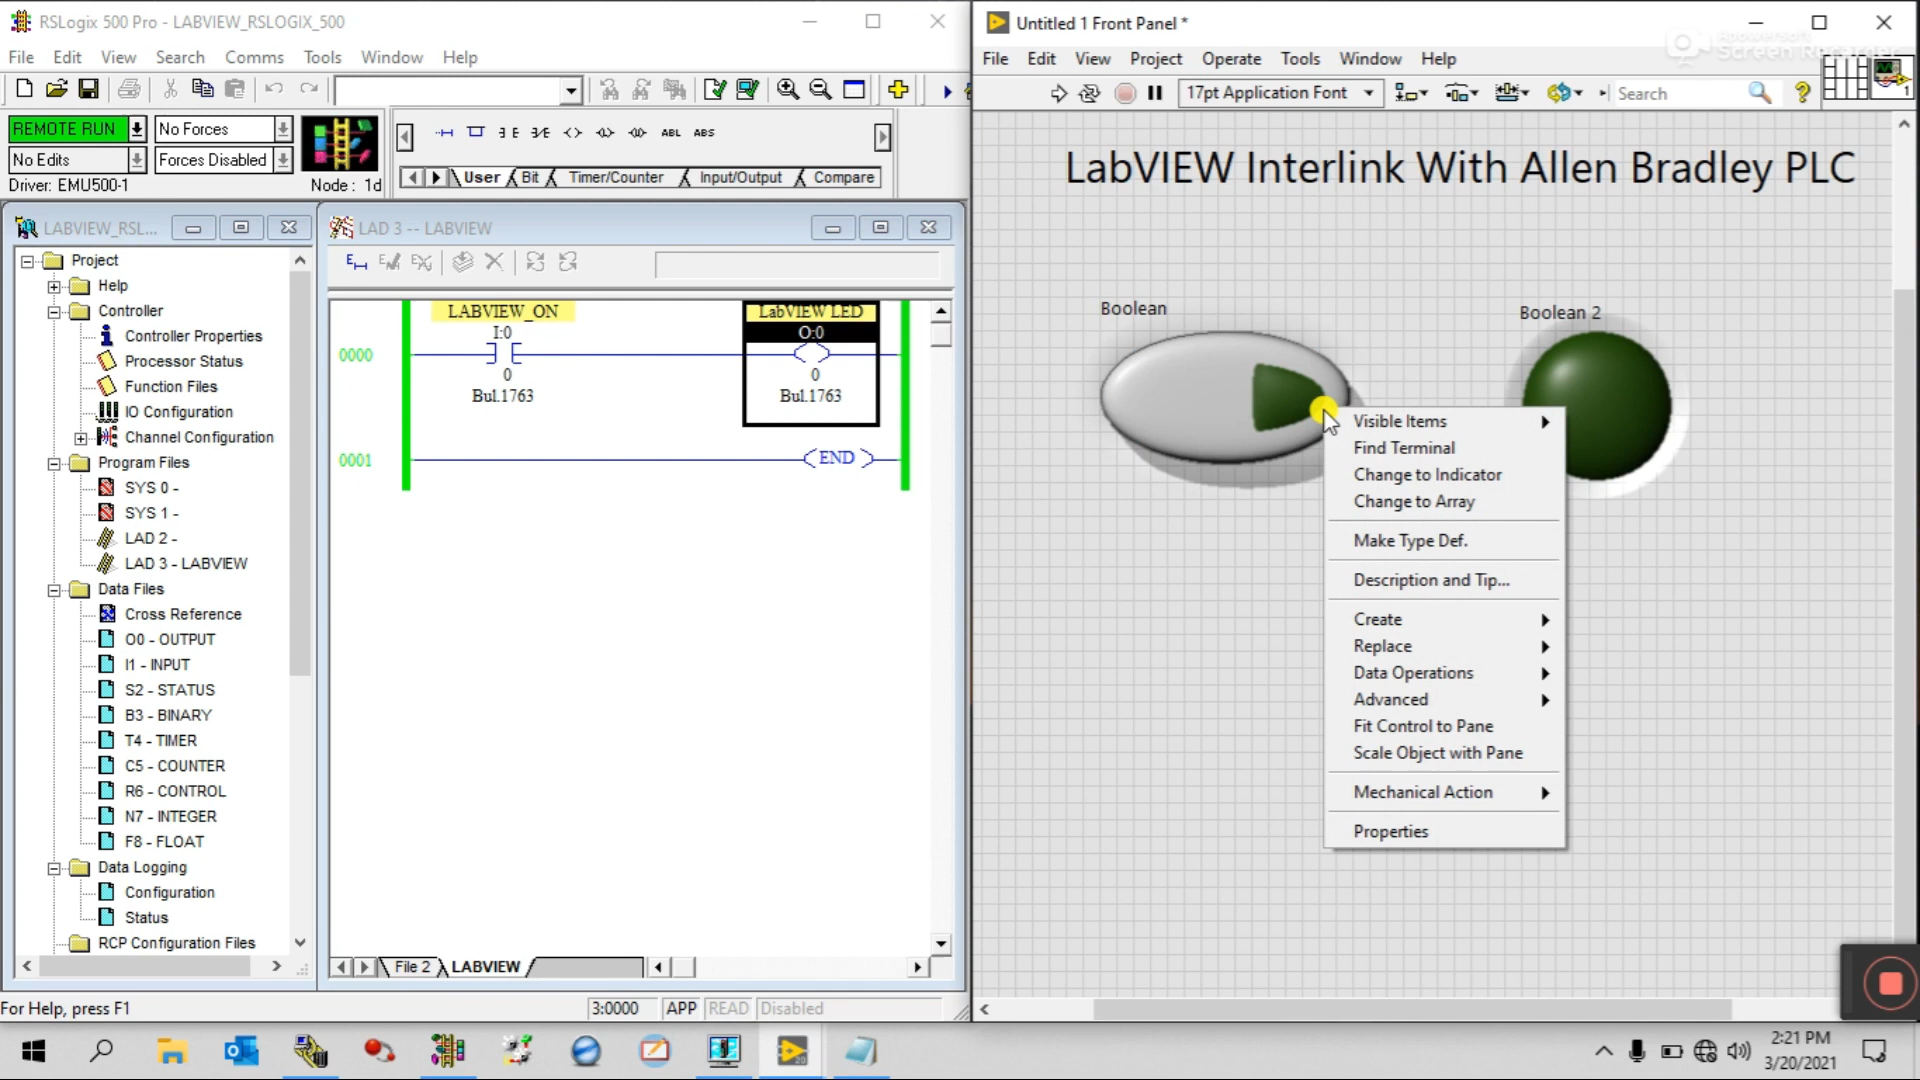 RSLogix 500 Pro - LABVIEW_RSLOGIX_500
File Edit View Search Comms Tools Window Help
REMOTE RUN
No Forces
No Edits
Forces Disabled
Driver: EMU500-1
Node : 1d
ABL ABS
User Bit Timer/Counter Input/Output Compare
LABVIEW_RSL...
Project
Help
Controller
Controller Properties
Processor Status
Function Files
IO Configuration
Channel Configuration
Program Files
SYS 0 -
SYS 1 -
LAD 2 -
LAD 3 - LABVIEW
Data Files
Cross Reference
O0 - OUTPUT
I1 - INPUT
S2 - STATUS
B3 - BINARY
T4 - TIMER
C5 - COUNTER
R6 - CONTROL
N7 - INTEGER
F8 - FLOAT
Data Logging
Configuration
Status
RCP Configuration Files
LAD 3 -- LABVIEW
LABVIEW_ON
I:0
0
Bul.1763
LabVIEW LED
O:0
0
Bul.1763
0000
0001
END
File 2 LABVIEW
For Help, press F1
3:0000 APP READ Disabled
Untitled 1 Front Panel *
Apowersoft
Screen Recorder
File Edit View Project Operate Tools Window Help
17pt Application Font
Search
LabVIEW Interlink With Allen Bradley PLC
Boolean
Boolean 2
Visible Items
Find Terminal
Change to Indicator
Change to Array
Make Type Def.
Description and Tip...
Create
Replace
Data Operations
Advanced
Fit Control to Pane
Scale Object with Pane
Mechanical Action
Properties
2:21 PM
3/20/2021